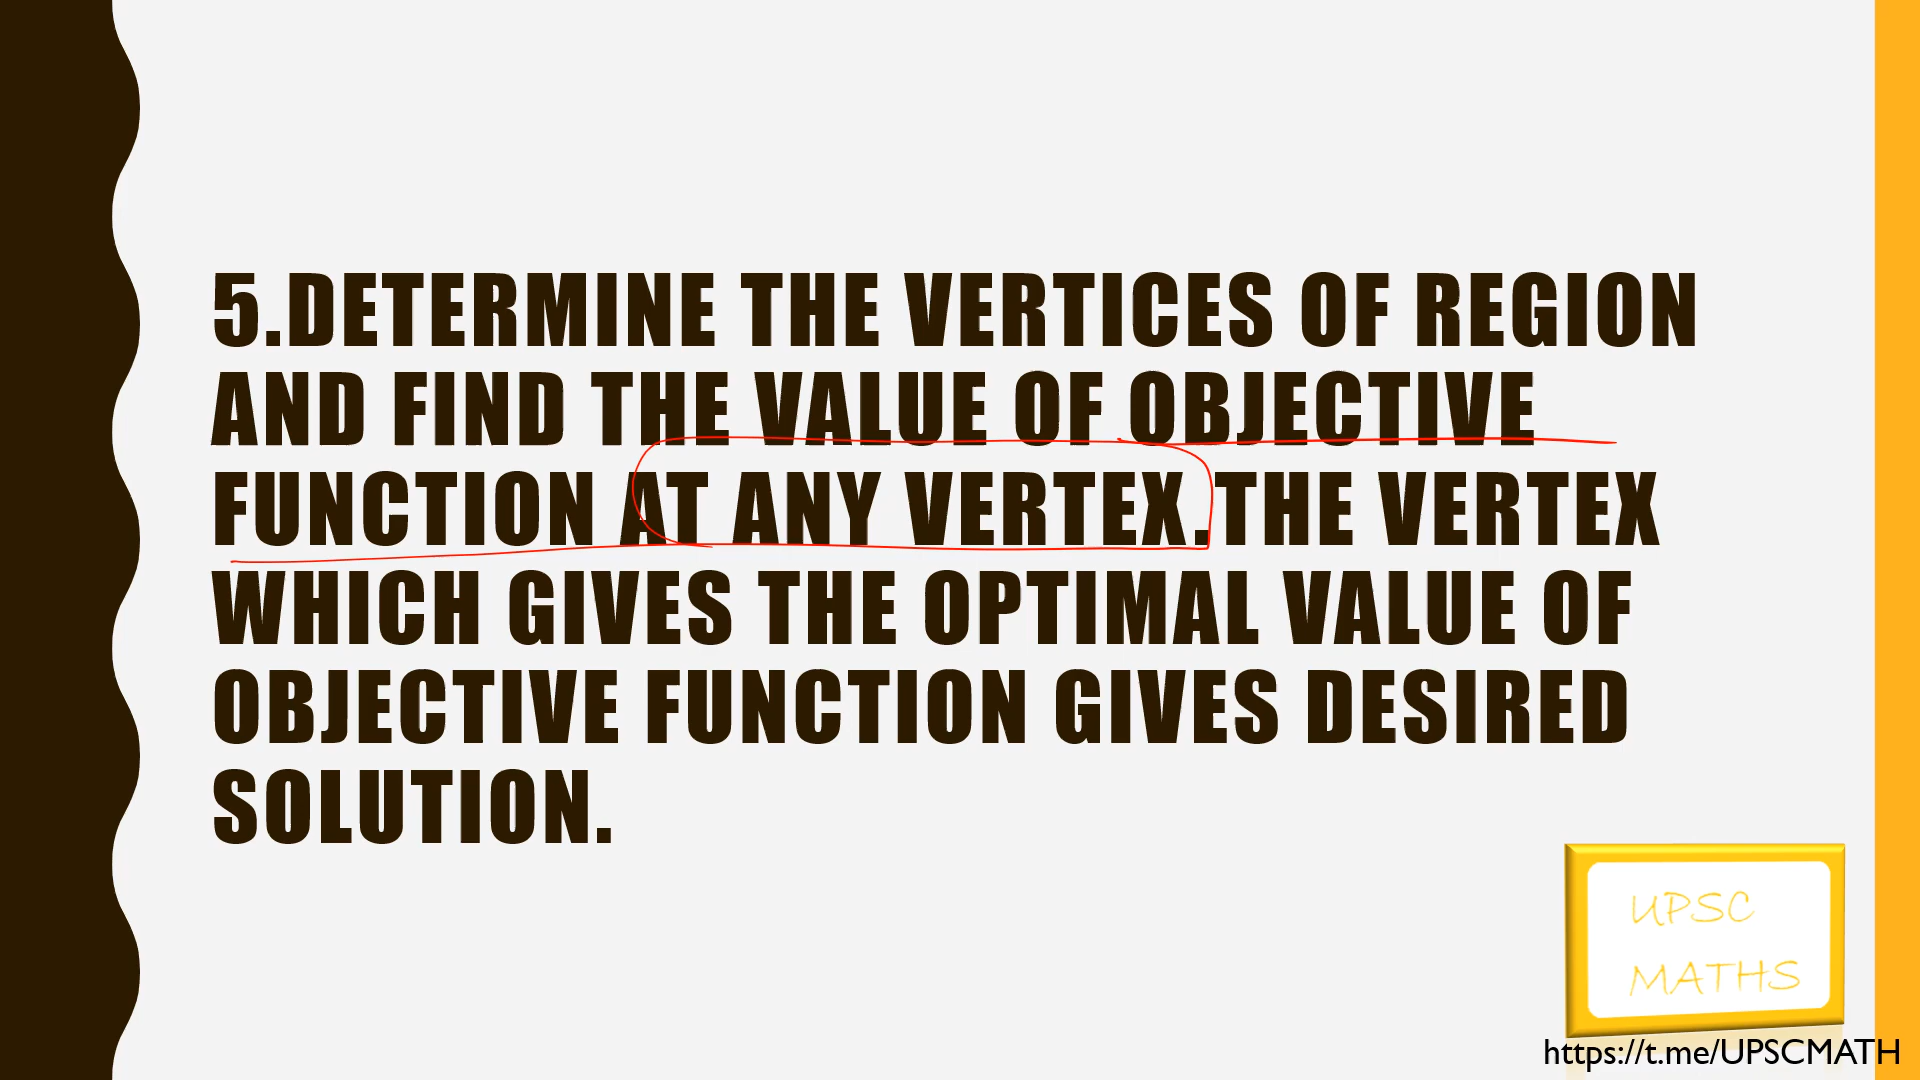 5.DETERMINE THE VERTICES OF REGION
AND FIND THE VALUE OF OBJECTIVE
FUNCTION AT ANY VERTEX.THE VERTEX
WHICH GIVES THE OPTIMAL VALUE OF
OBJECTIVE FUNCTION GIVES DESIRED
SOLUTION.
UPSC
MATHS
https://t.me/UPSCMATH